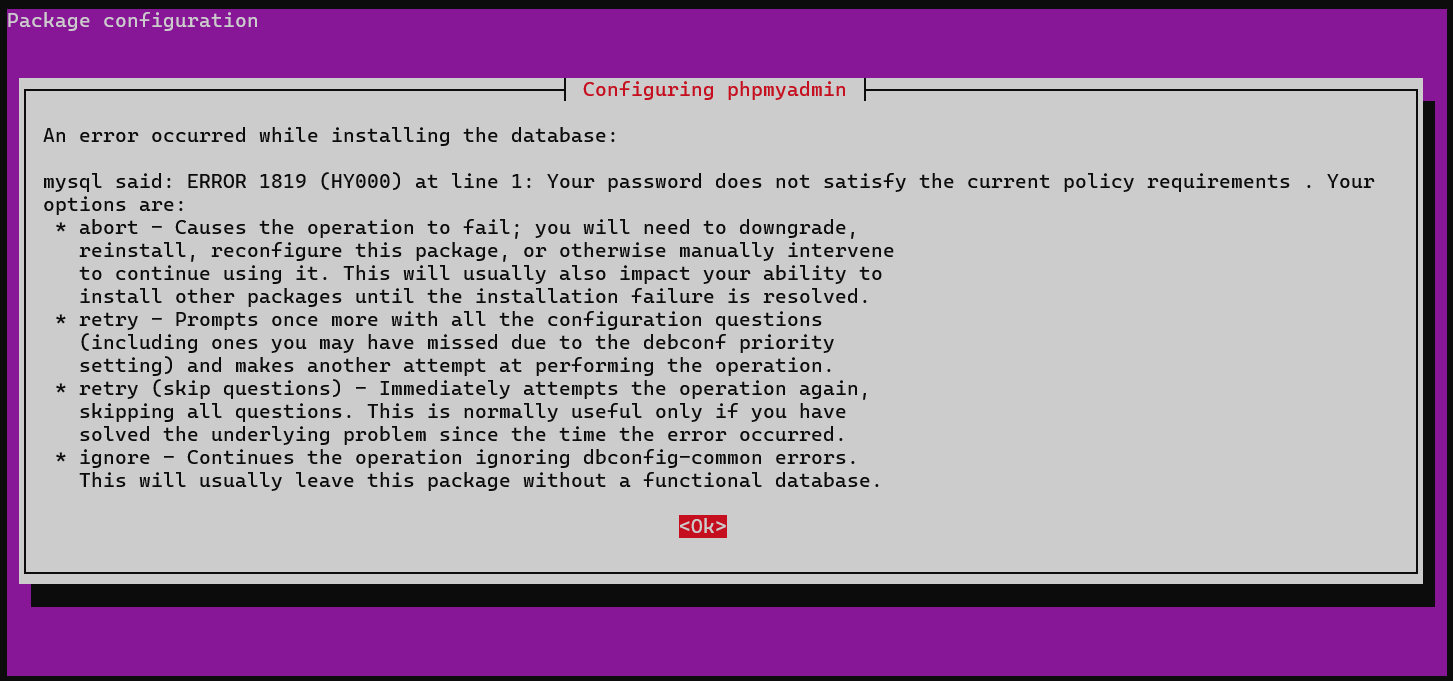 Package configuration
Configuring phpmyadmin
An error occurred while installing the database:
mysql said: ERROR 1819 (HY000) at line 1: Your password does not satisfy the current policy requirements . Your
options are:
* abort - Causes the operation to fail; you will need to downgrade,
reinstall, reconfigure this package, or otherwise manually intervene
to continue using it. This will usually also impact your ability to
install other packages until the installation failure is resolved.
* retry - Prompts once more with all the configuration questions
(including ones you may have missed due to the debconf priority
setting) and makes another attempt at performing the operation.
* retry (skip questions) - Immediately attempts the operation again,
skipping all questions. This is normally useful only if you have
solved the underlying problem since the time the error occurred.
* ignore - Continues the operation ignoring dbconfig-common errors.
This will usually leave this package without a functional database.
<Ok>